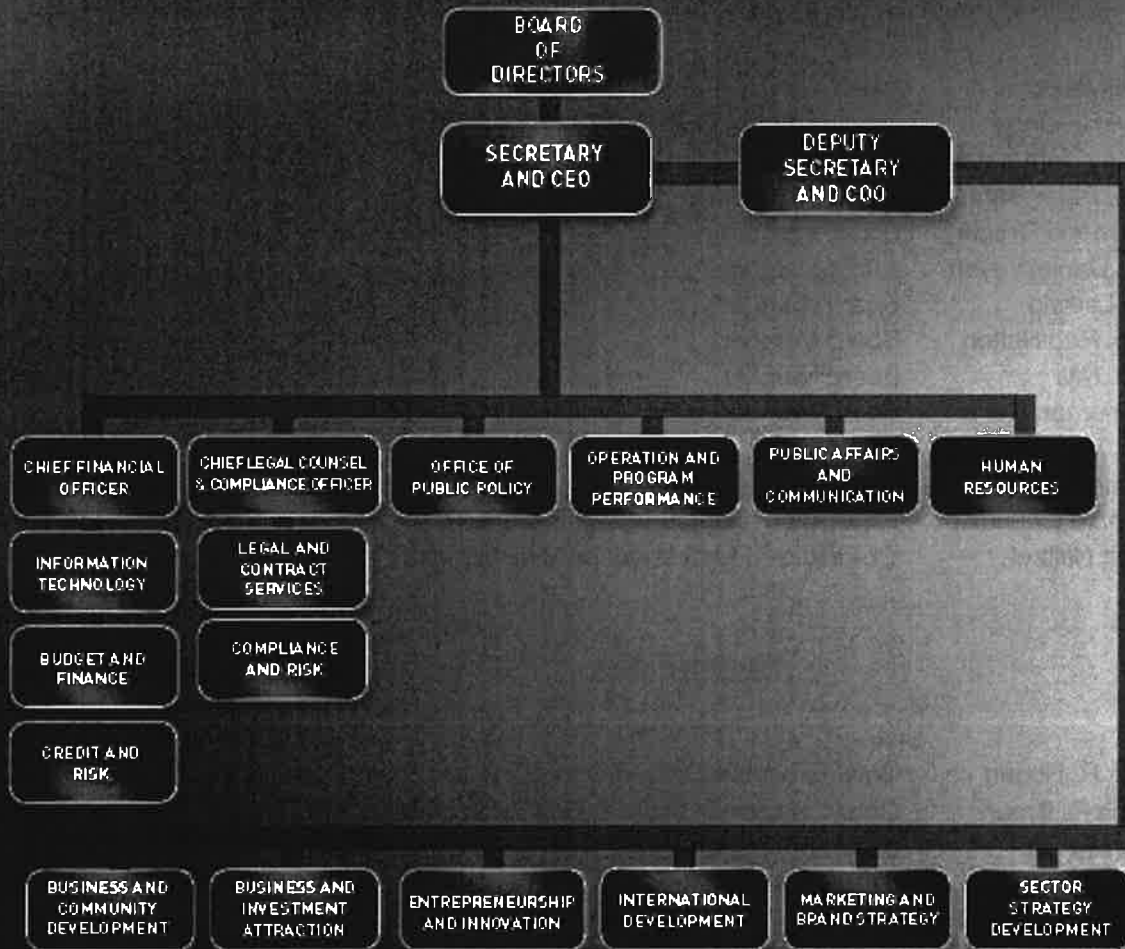 BOARD
OF
DIRECTORS
SECRETARY
AND CEO
DEPUTY
SECRETARY
AND COO
CHIEF FINANCIAL
OFFICER
CHIEF LEGAL COUNSEL
& COMPLIANCE OFFICER
OFFICE OF
PUBLIC POLICY
OPERATION AND
PROGRAM
PERFORMANCE
PUBLIC AFFAIRS
AND
COMMUNICATION
HUMAN
RESOURCES
INFORMATION
TECHNOLOGY
LEGAL AND
CONTRACT
SERVICES
BUDGET AND
FINANCE
COMPLIANCE
AND RISK
CREDIT AND
RISK
BUSINESS AND
COMMUNITY
DEVELOPMENT
BUSINESS AND
INVESTMENT
ATTRACTION
ENTREPRENEURSHIP
AND INNOVATION
INTERNATIONAL
DEVELOPMENT
MARKETING AND
BRAND STRATEGY
SECTOR
STRATEGY
DEVELOPMENT